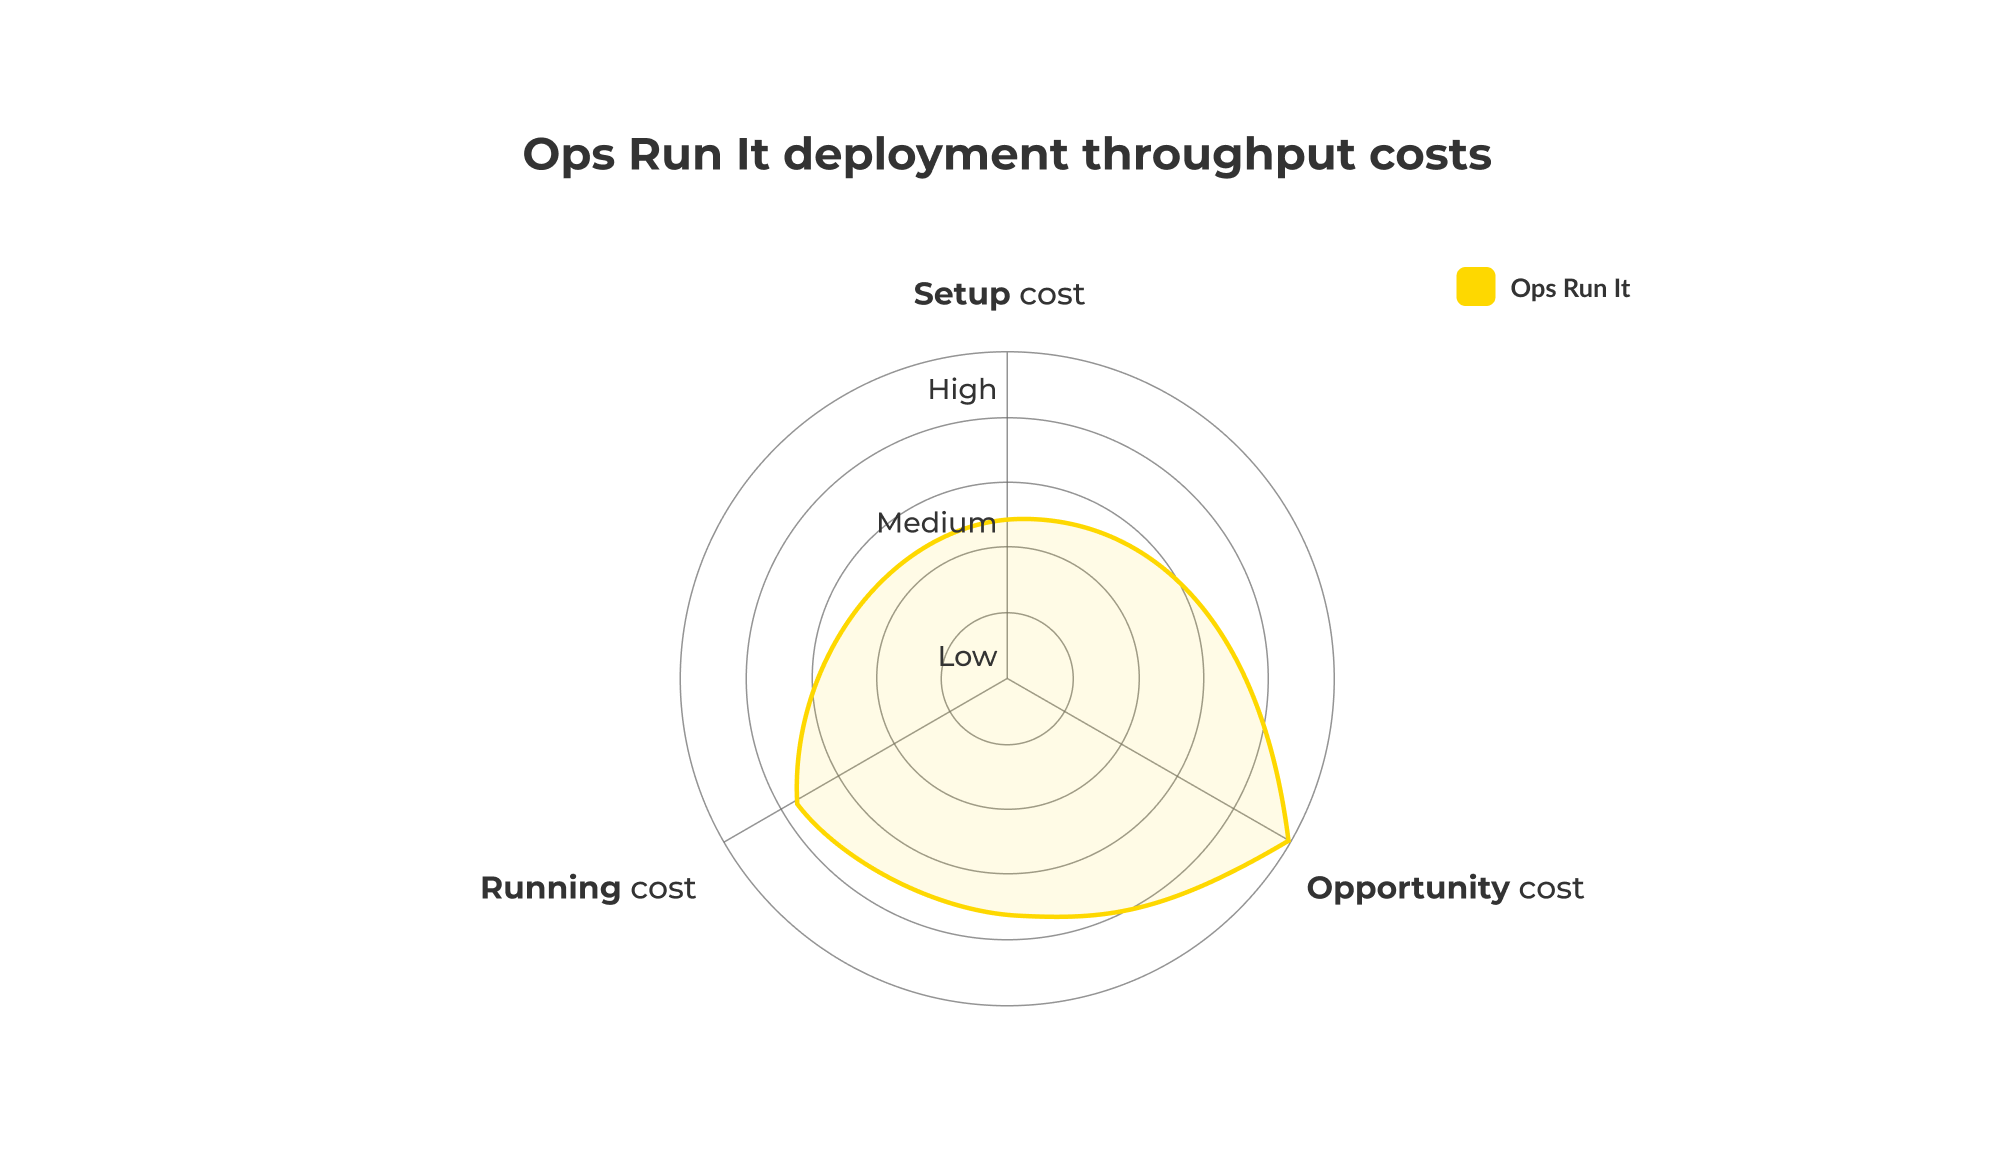 Ops Run It deployment throughput costs
Setup cost
Ops Run It
High
Medium
Low
Running cost
Opportunity cost